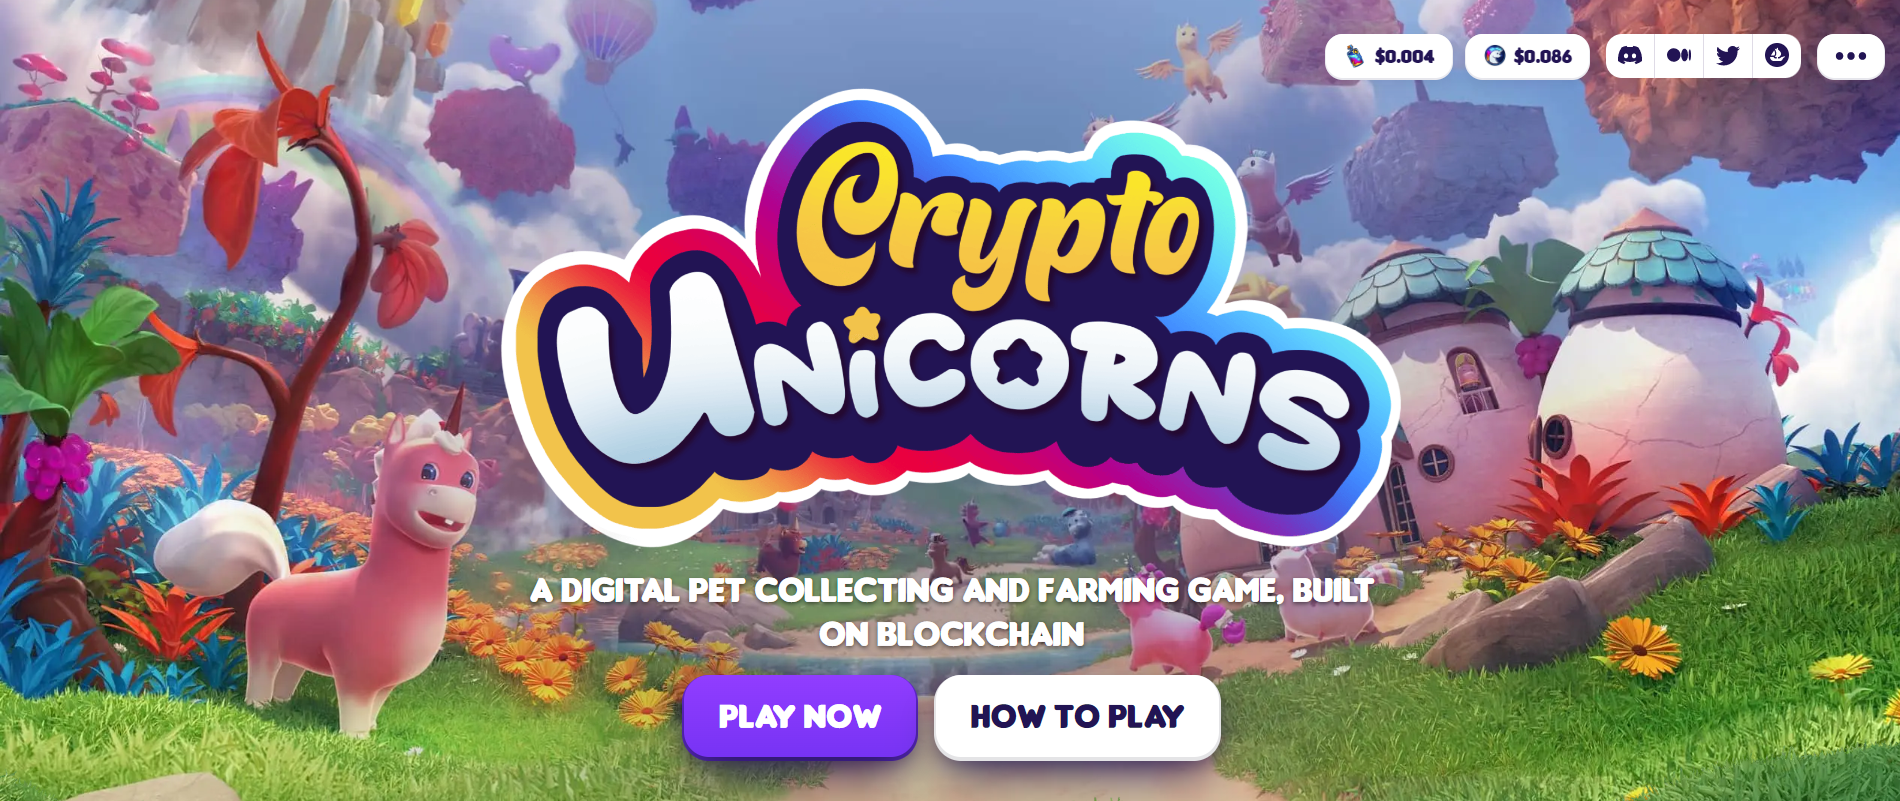 $0.004
$0.086
Crypto
UNiCORNS
A DIGITAL PET COLLECTING AND FARMING GAME, BUILT
ON BLOCKCHAIN
PLAY NOW
HOW TO PLAY